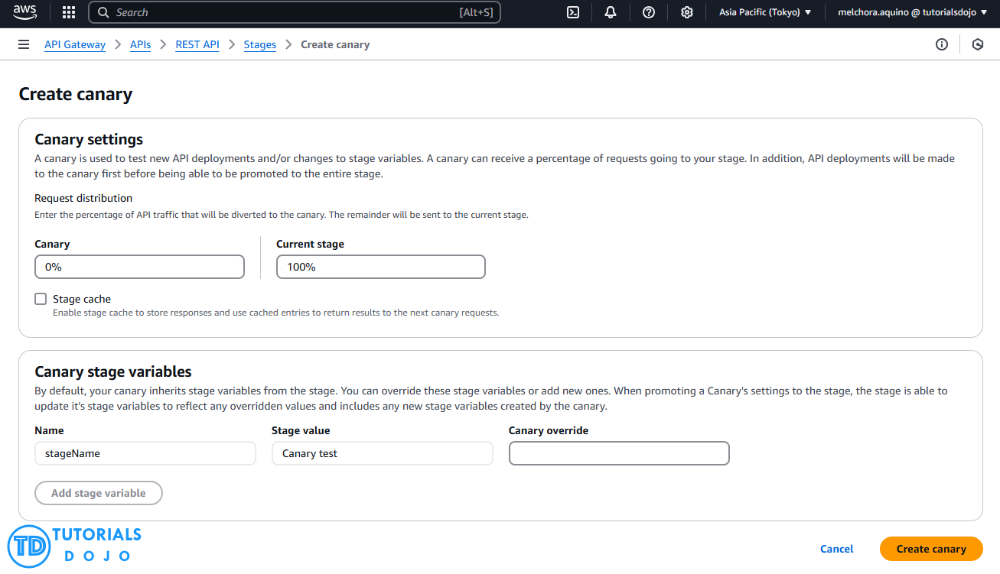 aws
Search
[Alt+S]
Asia Pacific (Tokyo) ▼
melchora.aquino @ tutorialsdojo ▼
API Gateway > APIs > REST API > Stages > Create canary
Create canary
Canary settings
A canary is used to test new API deployments and/or changes to stage variables. A canary can receive a percentage of requests going to your stage. In addition, API deployments will be made
to the canary first before being able to be promoted to the entire stage.
Request distribution
Enter the percentage of API traffic that will be diverted to the canary. The remainder will be sent to the current stage.
Canary
Current stage
0%
100%
Stage cache
Enable stage cache to store responses and use cached entries to return results to the next canary requests.
Canary stage variables
By default, your canary inherits stage variables from the stage. You can override these stage variables or add new ones. When promoting a Canary's settings to the stage, the stage is able to
update it's stage variables to reflect any overridden values and includes any new stage variables created by the canary.
Name
Stage value
Canary override
stageName
Canary test
Add stage variable
TD
TUTORIALS
DOJO
Cancel
Create canary